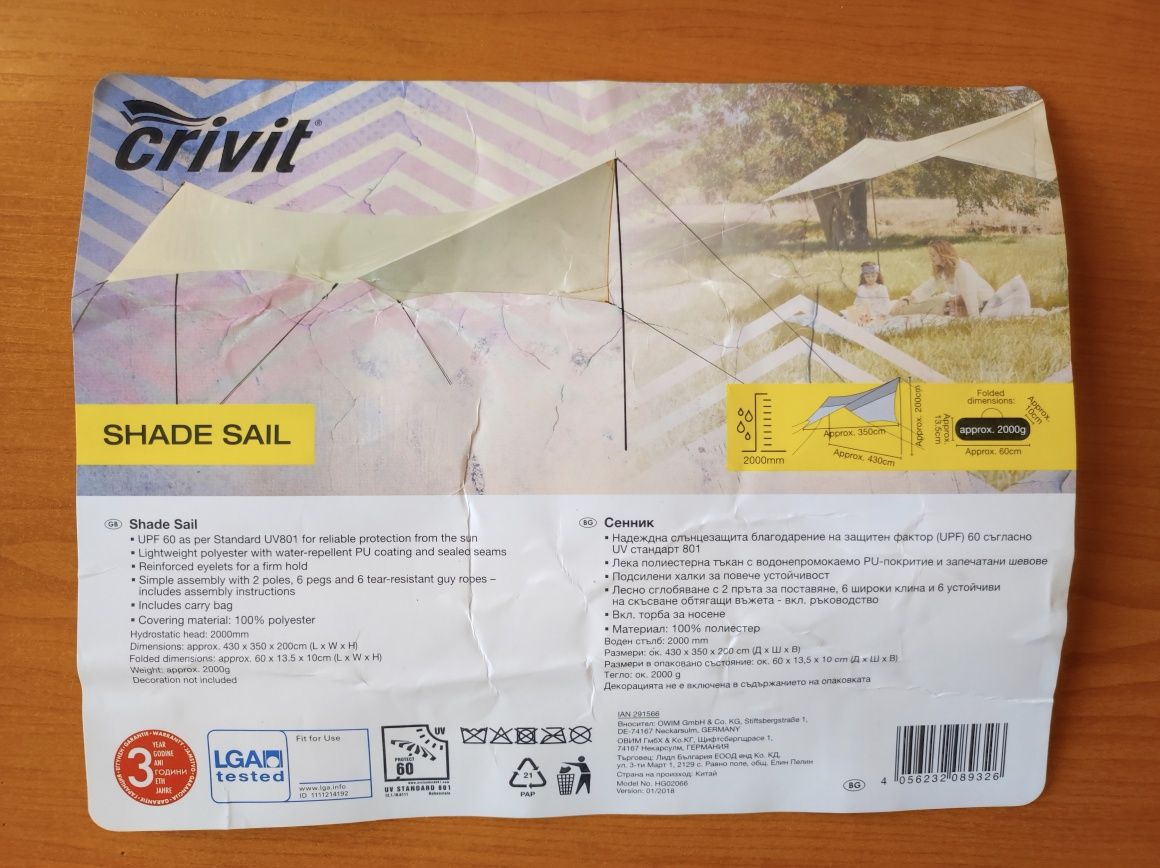 crivit®
SHADE SAIL
2000mm
Approx. 350cm
Approx. 430cm
Approx. 200cm
Folded
dimensions:
Approx.
10cm
Approx.
13.5cm
approx. 2000g
Approx. 60cm
GB Shade Sail
▪ UPF 60 as per Standard UV801 for reliable protection from the sun
▪ Lightweight polyester with water-repellent PU coating and sealed seams
▪ Reinforced eyelets for a firm hold
▪ Simple assembly with 2 poles, 6 pegs and 6 tear-resistant guy ropes –
includes assembly instructions
▪ Includes carry bag
▪ Covering material: 100% polyester
Hydrostatic head: 2000mm
Dimensions: approx. 430 x 350 x 200cm (L x W x H)
Folded dimensions: approx. 60 x 13.5 x 10cm (L x W x H)
Weight: approx. 2000g
Decoration not included
BG Сенник
▪ Надеждна слънцезащита благодарение на защитен фактор (UPF) 60 съгласно
UV стандарт 801
▪ Лека полиестерна тъкан с водонепромокаемо PU-покритие и запечатани шевове
▪ Подсилени халки за повече устойчивост
▪ Лесно сглобяване с 2 пръта за поставяне, 6 широки клина и 6 устойчиви
на скъсване обтягащи въжета - вкл. ръководство
▪ Вкл. торба за носене
▪ Материал: 100% полиестер
Воден стълб: 2000 mm
Размери: ок. 430 x 350 x 200 cm (Д x Ш x В)
Размери в опаковано състояние: ок. 60 x 13,5 x 10 cm (Д x Ш x В)
Тегло: ок. 2000 g
Декорацията не е включена в съдържанието на опаковката
3 YEAR
GODINE
ANI
ГОДИНИ
ΕΤΗ
JAHRE
LGA
tested
Fit for Use
www.lga.info
ID 1111214192
UV
PROTECT
60
UV STANDARD 801
21
PAP
IAN 291566
Вносител: OWIM GmbH & Co. KG, Stiftsbergstraße 1,
DE-74167 Neckarsulm, GERMANY
ОВИМ ГмбХ & Ко.КГ, Щифтсбергщрасе 1,
74167 Некарсулм, ГЕРМАНИЯ
Търговец: Лидл България ЕООД енд Ко. КД,
ул. 3-ти Март 1, 2129 с. Равно поле, общ. Елин Пелин
Страна на произход: Китай
Model No: HG02066
Version: 01/2018
BG
4 056232 089326